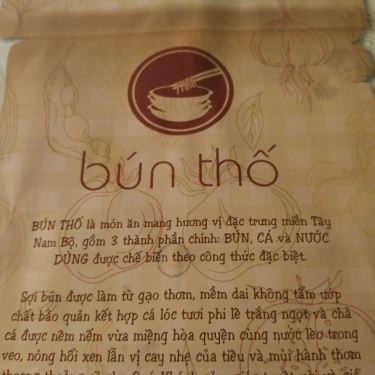 bún thố
BÚN THỐ là món ăn mang hương vị đặc trưng miền Tây
Nam Bộ, gồm 3 thành phần chính: BÚN, CÁ và NƯỚC
DÙNG được chế biến theo công thức đặc biệt.
Sợi bún được làm từ gạo thơm, mềm dai không tẩm ướp
chất bảo quản kết hợp cá lóc tươi phi lê trắng ngọt và chả
cá được nêm nếm vừa miệng hòa quyện cùng nước lèo trong
veo, nóng hổi xen lẫn vị cay nhẹ của tiêu và mùi hành thơm